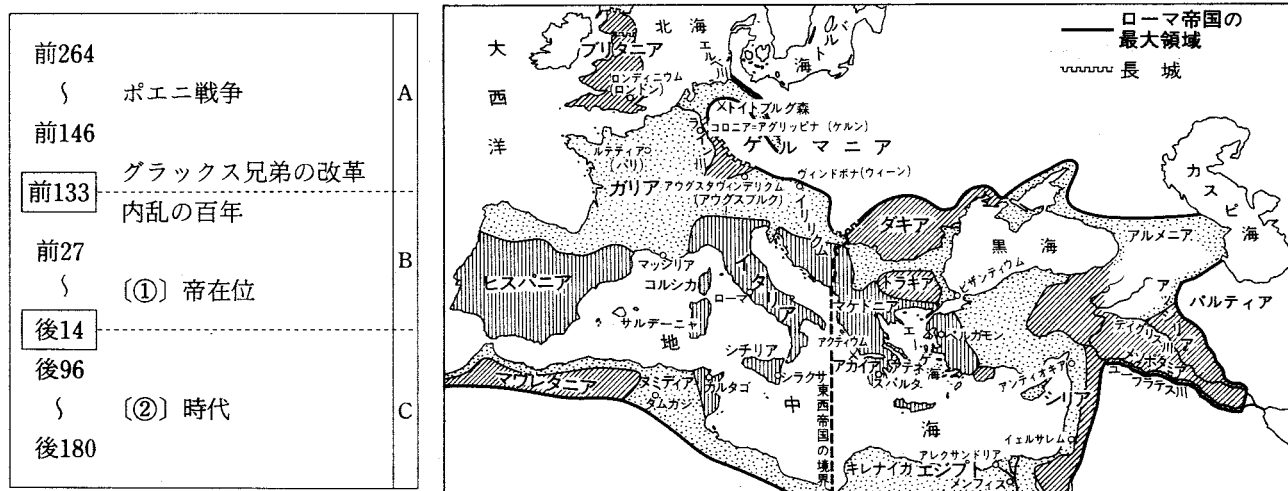 前264
～ ポエニ戦争 A
前146
グラックス兄弟の改革
前133
内乱の百年
前27
B
～ 〔①〕帝在位
後14
後96
～ 〔②〕時代 C
後180
ローマ帝国の
最大領域
長城
大西洋
北海
バルト海
エルベ川
ブリタニア
ロンディニウム
(ロンドン)
×トイトブルグ森
コロニア=アグリッピナ (ケルン)
ライン川
ゲルマニア
ルテティア
(パリ)
ガリア
アウグスタヴィンデリクム
(アウグスブルク)
ヴィンドボナ(ウィーン)
イリリクム
ダキア
黒海
カスピ海
アルメニア
ヒスパニア
マッシリア
コルシカ
ローマ
イタリア
サルデーニャ
トラキア
ビザンティウム
マケドニア
パルティア
アクティウム
エーゲ海
ペルガモン
アカイア
アテネ
スパルタ
地中海
シチリア
シラクサ
マウレタニア
ヌミディア
カルタゴ
タムガシ
東西帝国の境界
アッシリア
ティグリス川
メソポタミア
ユーフラテス川
アンティオキア
シリア
イェルサレム
アレクサンドリア
キレナイカ
エジプト
メンフィス